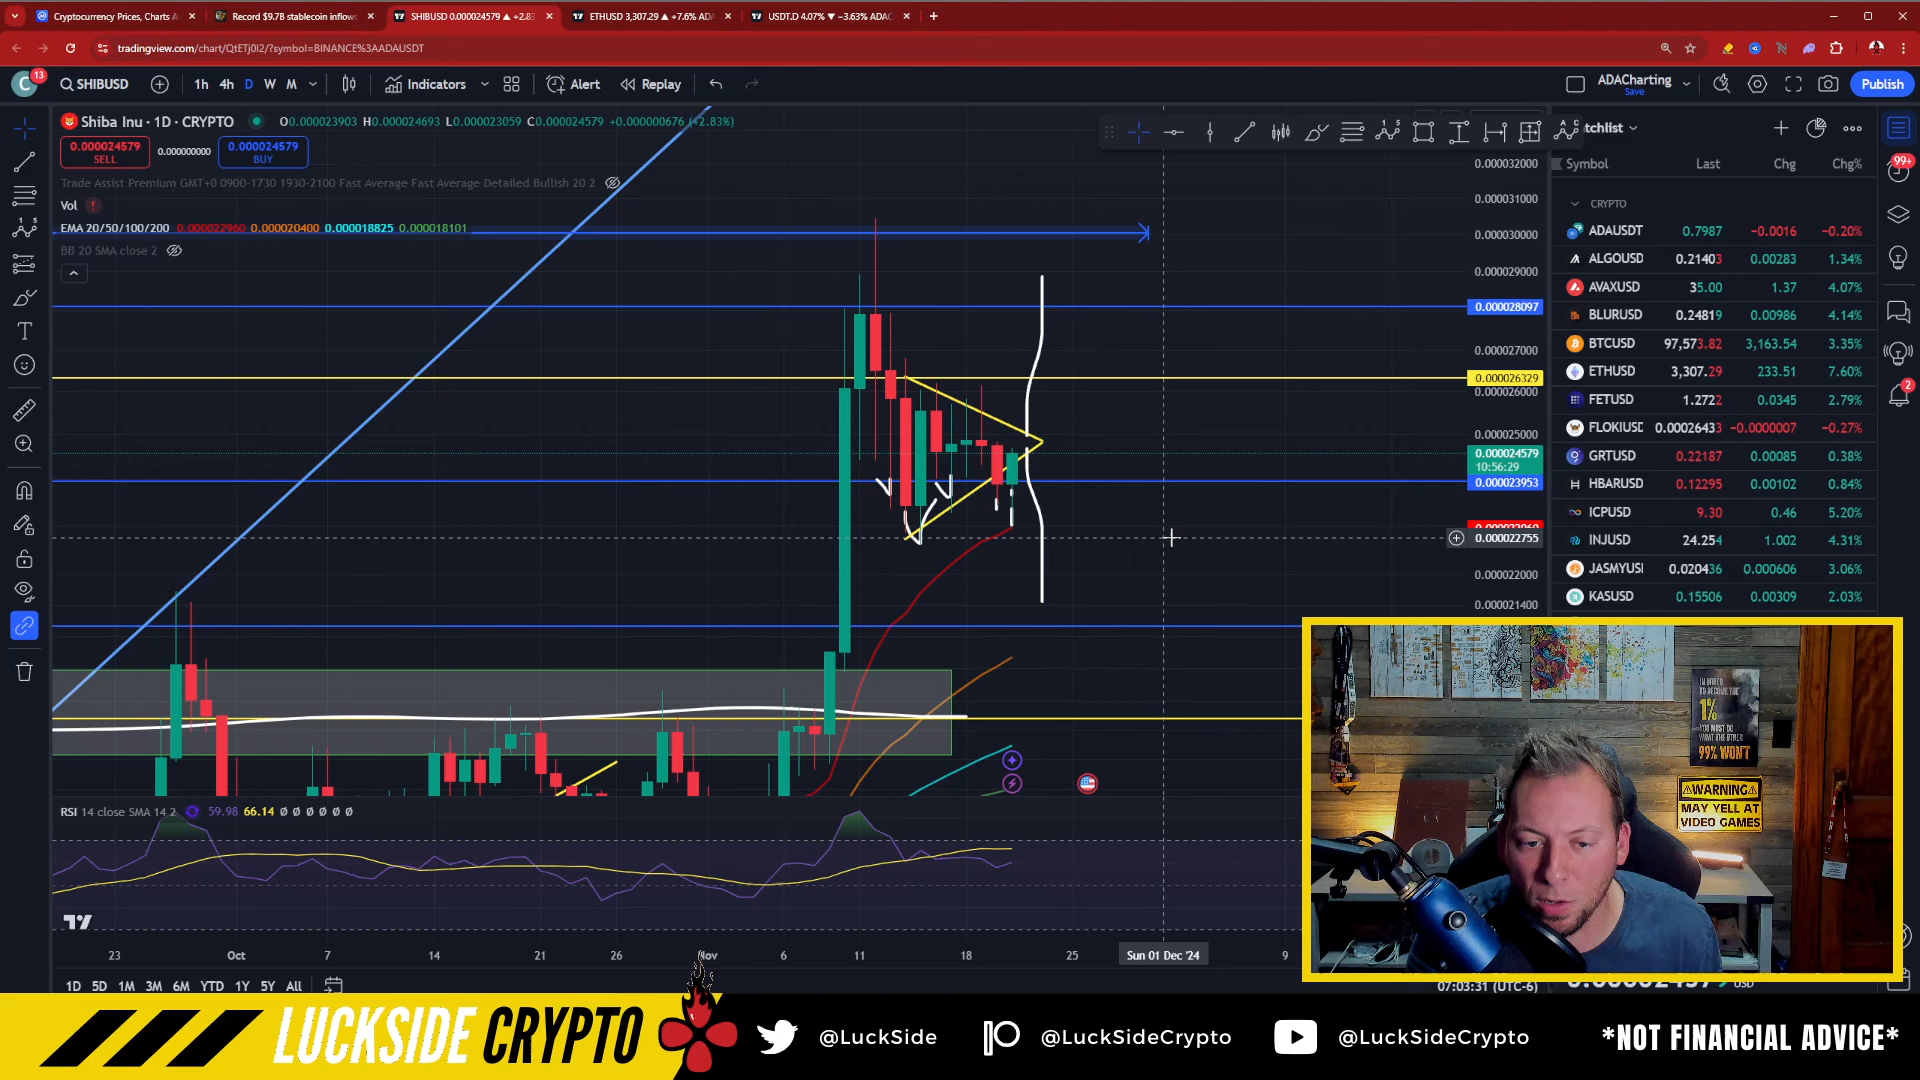 Cryptocurrency Prices, Charts A
Record $9.7B stablecoin inflows
SHIBUSD 0.000024579 ▲ +2.83
ETHUSD 3,307.29 ▲ +7.6% ADA
USDT.D 4.07% ▼ −3.63% ADAC
tradingview.com/chart/QtETj0I2/?symbol=BINANCE%3AADAUSDT
C 13 SHIBUSD 1h 4h D W M Indicators Alert Replay ADACharting Save Publish
Shiba Inu · 1D · CRYPTO O0.000023903 H0.000024693 L0.000023059 C0.000024579 +0.000000676 (+2.83%)
0.000024579 SELL 0.000000000 0.000024579 BUY
Trade Assist Premium GMT+0 0900-1730 1930-2100 Fast Average Fast Average Detailed Bullish 20 2
Vol
EMA 20/50/100/200 0.000022960 0.000020400 0.000018825 0.000018101
BB 20 SMA close 2
0.000032000
0.000031000
0.000030000
0.000029000
0.000028097
0.000027000
0.000026329
0.000026000
0.000025000
0.000024579
10:56:29
0.000023953
0.000022755
0.000022000
0.000021400
tchlist
Symbol Last Chg Chg%
CRYPTO
ADAUSDT 0.7987 −0.0016 −0.20%
ALGOUSD 0.21403 0.00283 1.34%
AVAXUSD 35.00 1.37 4.07%
BLURUSD 0.24819 0.00986 4.14%
BTCUSD 97,573.82 3,163.54 3.35%
ETHUSD 3,307.29 233.51 7.60%
FETUSD 1.2722 0.0345 2.79%
FLOKIUSD 0.00026433 −0.0000007 −0.27%
GRTUSD 0.22187 0.00085 0.38%
HBARUSD 0.12295 0.00102 0.84%
ICPUSD 9.30 0.46 5.20%
INJUSD 24.254 1.002 4.31%
JASMYUSD 0.020436 0.000606 3.06%
KASUSD 0.15506 0.00309 2.03%
99+
2
RSI 14 close SMA 14 2 59.98 66.14 Ø Ø Ø Ø Ø Ø
23 Oct 7 14 21 26 Nov 6 11 18 25 Sun 01 Dec '24 9
1D 5D 1M 3M 6M YTD 1Y 5Y All
07:03:31 (UTC-6)
USD
1%
YOU MUST DO
WHAT THE OTHER
99% WON'T
WARNING
MAY YELL AT
VIDEO GAMES
LUCKSIDE CRYPTO
@LuckSide
@LuckSideCrypto
@LuckSideCrypto
*NOT FINANCIAL ADVICE*